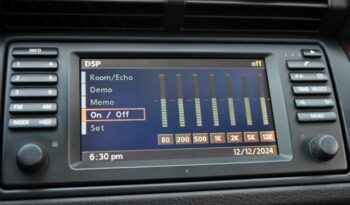 DSP off
INFO
1
2
3
4
5
6
FM AM
MODE
Room/Echo
Demo
Memo
On / Off
Set
80 200 500 1K 2K 5K 12K
6:30 pm 12/12/2024
TONE SELECT
MENU